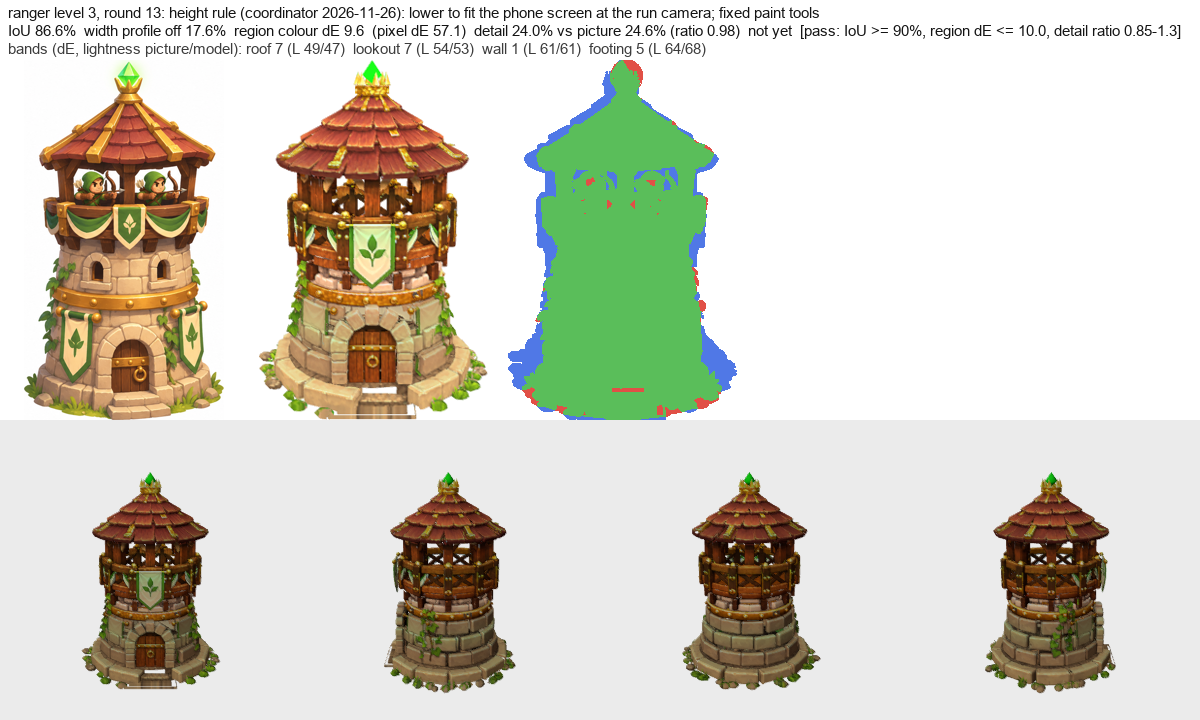 ranger level 3, round 13: height rule (coordinator 2026-11-26): lower to fit the phone screen at the run camera; fixed paint tools
IoU 86.6%  width profile off 17.6%  region colour dE 9.6  (pixel dE 57.1)  detail 24.0% vs picture 24.6% (ratio 0.98)  not yet  [pass: IoU >= 90%, region dE <= 10.0, detail ratio 0.85-1.3]
bands (dE, lightness picture/model): roof 7 (L 49/47)  lookout 7 (L 54/53)  wall 1 (L 61/61)  footing 5 (L 64/68)